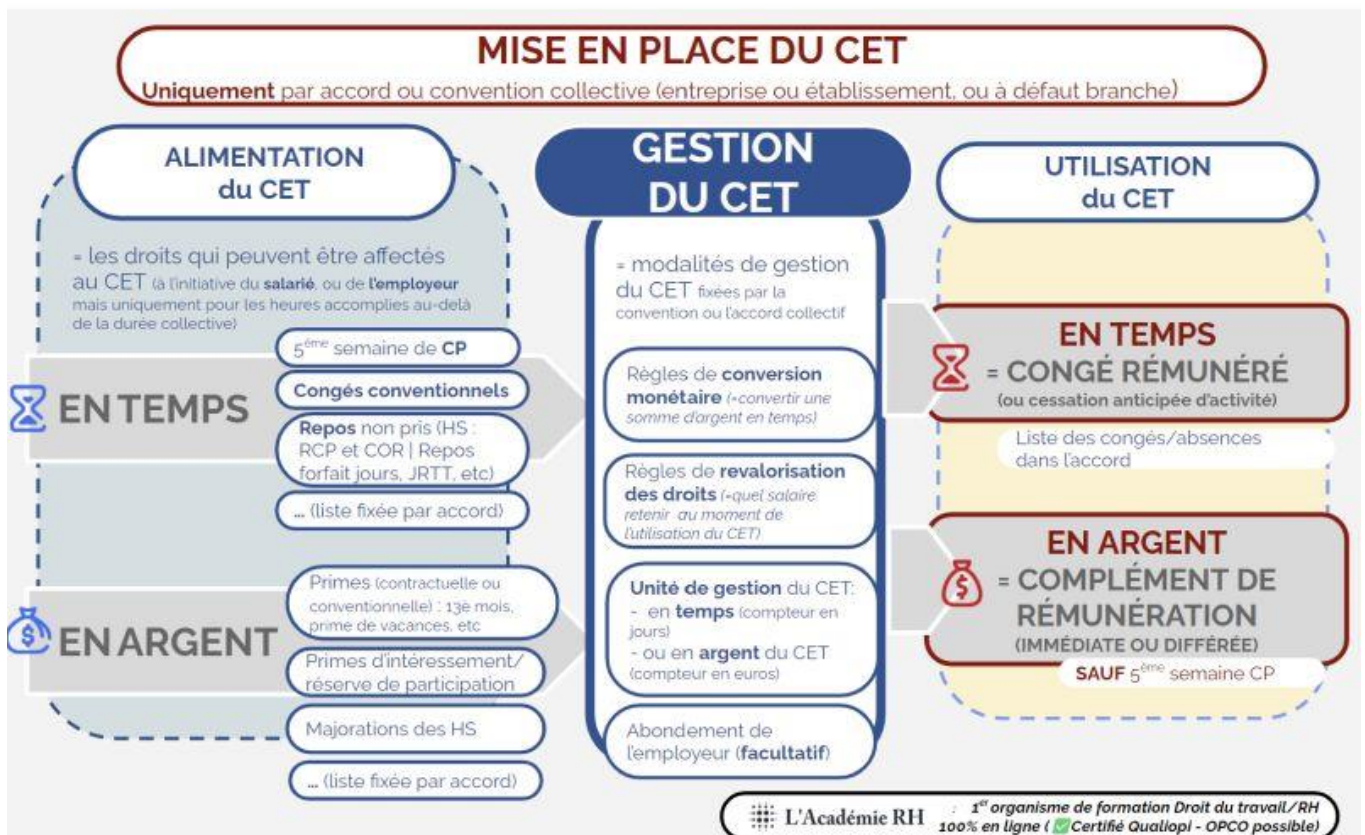 MISE EN PLACE DU CET
Uniquement par accord ou convention collective (entreprise ou établissement, ou à défaut branche)
ALIMENTATION
du CET
= les droits qui peuvent être affectés
au CET (à l'initiative du salarié, ou de l'employeur
mais uniquement pour les heures accomplies au-delà
de la durée collective)
EN TEMPS
5ème semaine de CP
Congés conventionnels
Repos non pris (HS :
RCP et COR | Repos
forfait jours, JRTT, etc)
... (liste fixée par accord)
EN ARGENT
Primes (contractuelle ou
conventionnelle) : 13è mois,
prime de vacances, etc
Primes d'intéressement/
réserve de participation
Majorations des HS
... (liste fixée par accord)
GESTION
DU CET
= modalités de gestion
du CET fixées par la
convention ou l'accord collectif
Règles de conversion
monétaire (=convertir une
somme d'argent en temps)
Règles de revalorisation
des droits (=quel salaire
retenir au moment de
l'utilisation du CET)
Unité de gestion du CET:
- en temps (compteur en
jours)
- ou en argent du CET
(compteur en euros)
Abondement de
l'employeur (facultatif)
UTILISATION
du CET
EN TEMPS
= CONGÉ RÉMUNÉRÉ
(ou cessation anticipée d'activité)
Liste des congés/absences
dans l'accord
EN ARGENT
= COMPLÉMENT DE
RÉMUNÉRATION
(IMMÉDIATE OU DIFFÉRÉE)
SAUF 5ème semaine CP
L'Académie RH : 1er organisme de formation Droit du travail/RH
100% en ligne ( ✅Certifié Qualiopi - OPCO possible)